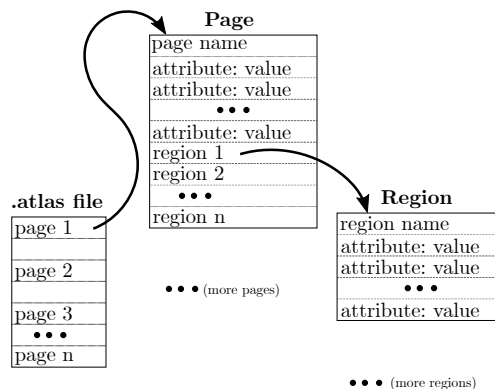 .atlas file
page 1
page 2
page 3
•••
page n
Page
page name
attribute: value
attribute: value
•••
attribute: value
region 1
region 2
•••
region n
••• (more pages)
Region
region name
attribute: value
attribute: value
•••
attribute: value
••• (more regions)